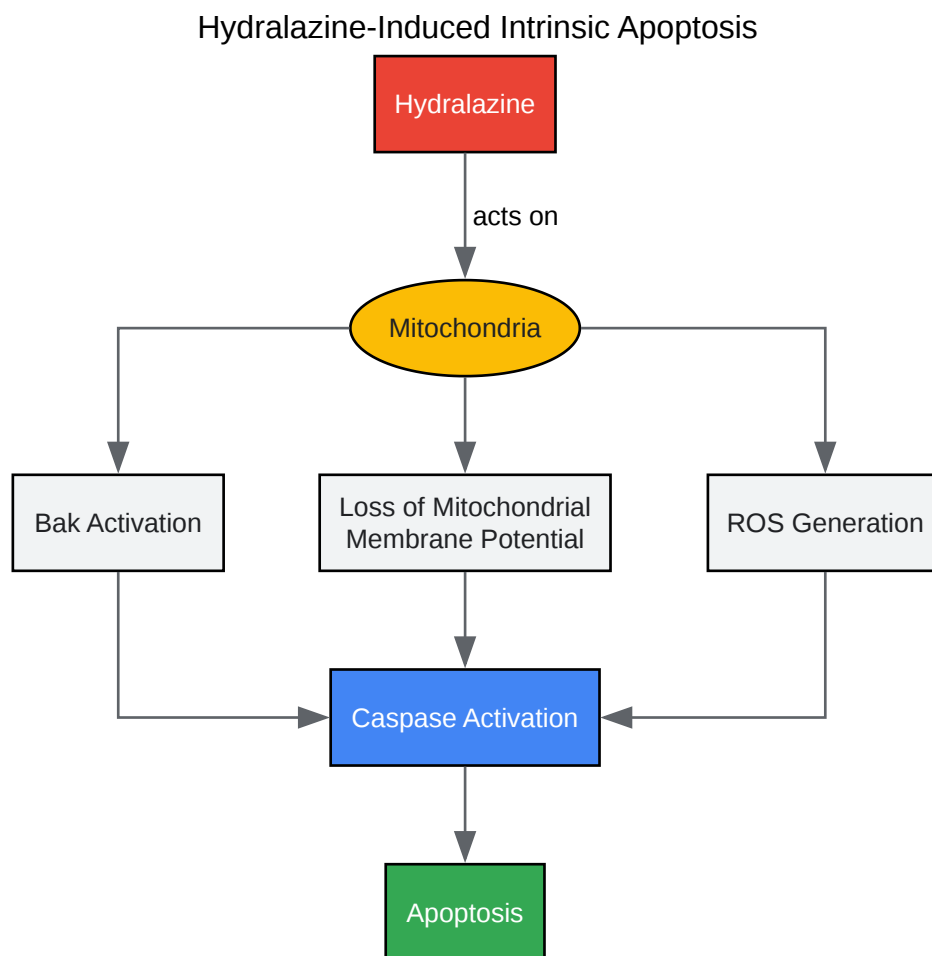 Hydralazine-Induced Intrinsic Apoptosis
Hydralazine
acts on
Mitochondria
Bak Activation
Loss of Mitochondrial
Membrane Potential
ROS Generation
Caspase Activation
Apoptosis